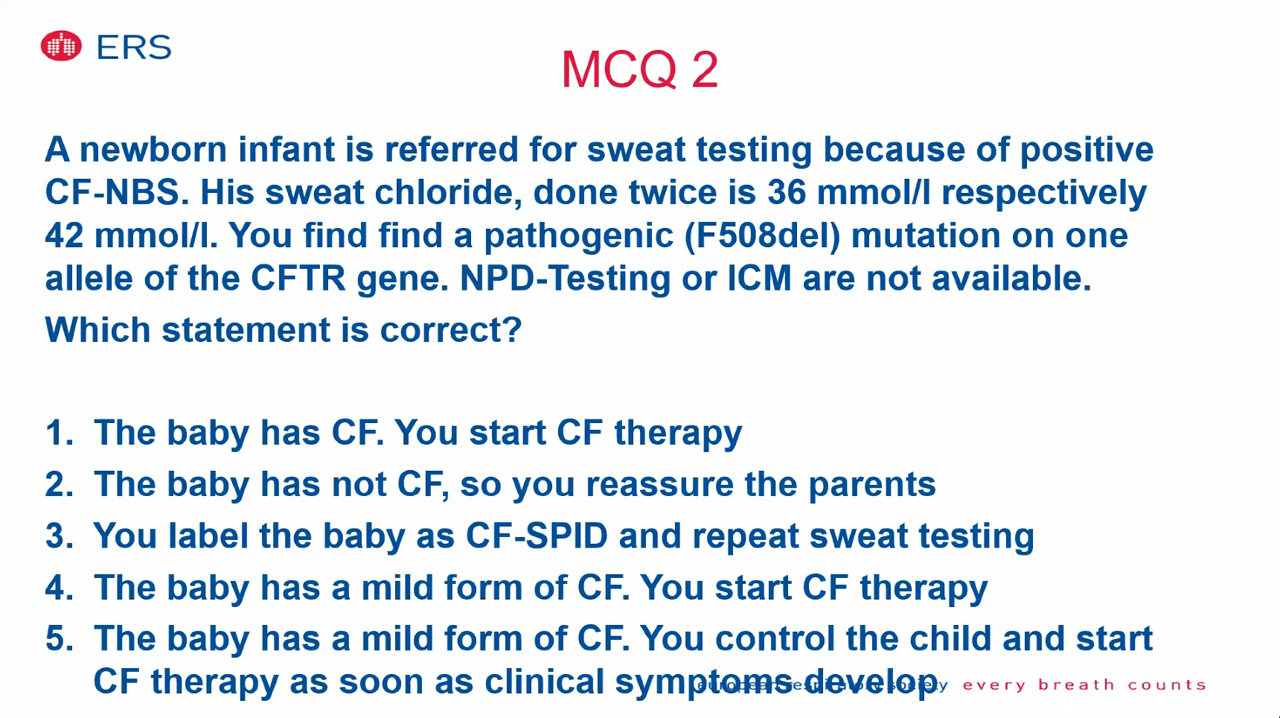 ERS
MCQ 2
A newborn infant is referred for sweat testing because of positive
CF-NBS. His sweat chloride, done twice is 36 mmol/l respectively
42 mmol/l. You find find a pathogenic (F508del) mutation on one
allele of the CFTR gene. NPD-Testing or ICM are not available.
Which statement is correct?
1. The baby has CF. You start CF therapy
2. The baby has not CF, so you reassure the parents
3. You label the baby as CF-SPID and repeat sweat testing
4. The baby has a mild form of CF. You start CF therapy
5. The baby has a mild form of CF. You control the child and start
CF therapy as soon as clinical symptoms develop
european respiratory society every breath counts